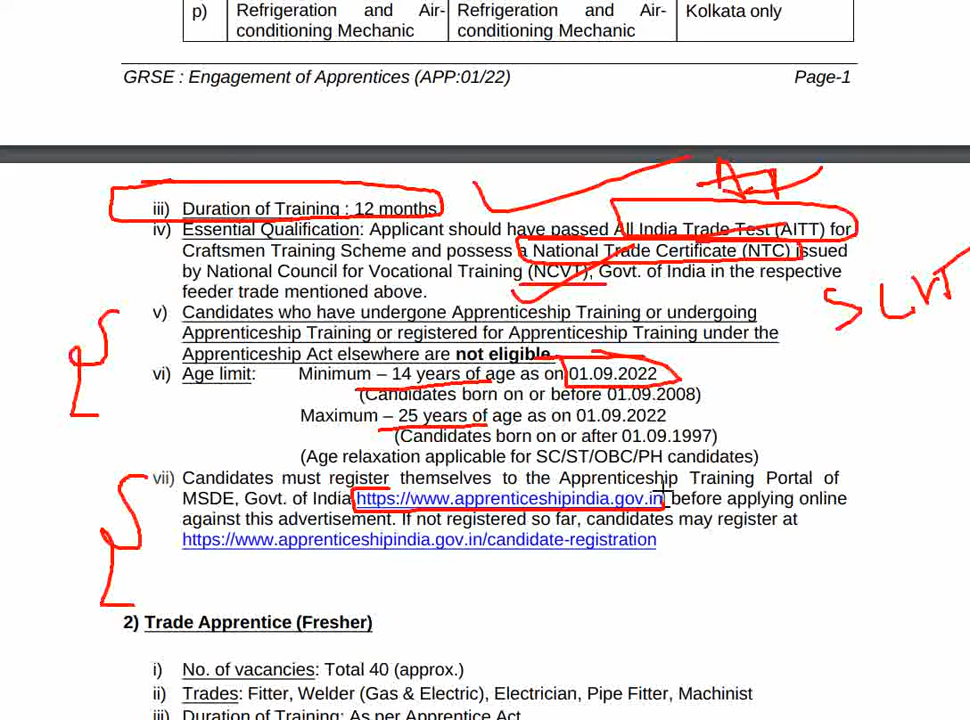 p) Refrigeration and Air- Refrigeration and Air- Kolkata only
conditioning Mechanic conditioning Mechanic
GRSE : Engagement of Apprentices (APP:01/22) Page-1
iii) Duration of Training : 12 months
iv) Essential Qualification: Applicant should have passed All India Trade Test (AITT) for
Craftsmen Training Scheme and possess a National Trade Certificate (NTC) issued
by National Council for Vocational Training (NCVT), Govt. of India in the respective
feeder trade mentioned above.
SCVT
v) Candidates who have undergone Apprenticeship Training or undergoing
Apprenticeship Training or registered for Apprenticeship Training under the
Apprenticeship Act elsewhere are not eligible.
vi) Age limit: Minimum – 14 years of age as on 01.09.2022
(Candidates born on or before 01.09.2008)
Maximum – 25 years of age as on 01.09.2022
(Candidates born on or after 01.09.1997)
(Age relaxation applicable for SC/ST/OBC/PH candidates)
vii) Candidates must register themselves to the Apprenticeship Training Portal of
MSDE, Govt. of India https://www.apprenticeshipindia.gov.in before applying online
against this advertisement. If not registered so far, candidates may register at
https://www.apprenticeshipindia.gov.in/candidate-registration
2) Trade Apprentice (Fresher)
i) No. of vacancies: Total 40 (approx.)
ii) Trades: Fitter, Welder (Gas & Electric), Electrician, Pipe Fitter, Machinist
iii) Duration of Training: As per Apprentice Act